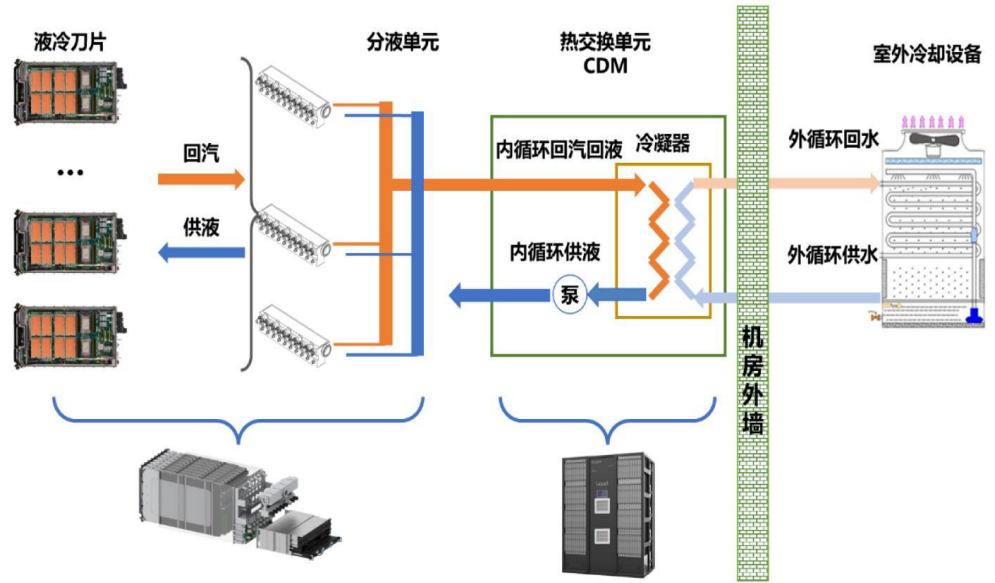 液冷刀片
分液单元
热交换单元
CDM
室外冷却设备
回汽
供液
...
内循环回汽回液
冷凝器
内循环供液
泵
外循环回水
外循环供水
机房外墙